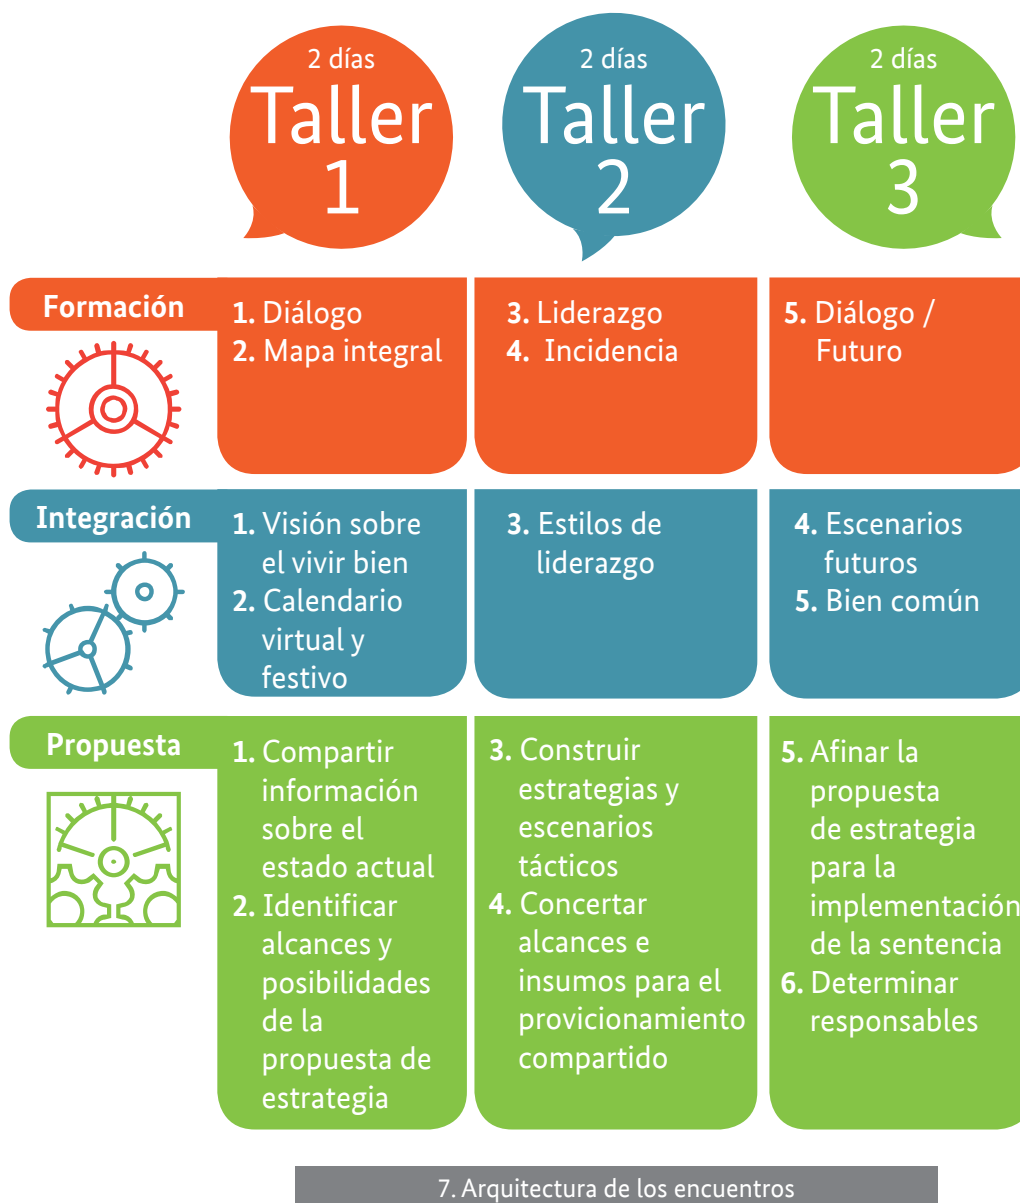 2 días
Taller
1
2 días
Taller
2
2 días
Taller
3
Formación
1. Diálogo
2. Mapa integral
3. Liderazgo
4. Incidencia
5. Diálogo /
Futuro
Integración
1. Visión sobre
el vivir bien
2. Calendario
virtual y
festivo
3. Estilos de
liderazgo
4. Escenarios
futuros
5. Bien común
Propuesta
1. Compartir
información
sobre el
estado actual
2. Identificar
alcances y
posibilidades
de la
propuesta de
estrategia
3. Construir
estrategias y
escenarios
tácticos
4. Concertar
alcances e
insumos para el
provicionamiento
compartido
5. Afinar la
propuesta
de estrategia
para la
implementación
de la sentencia
6. Determinar
responsables
7. Arquitectura de los encuentros